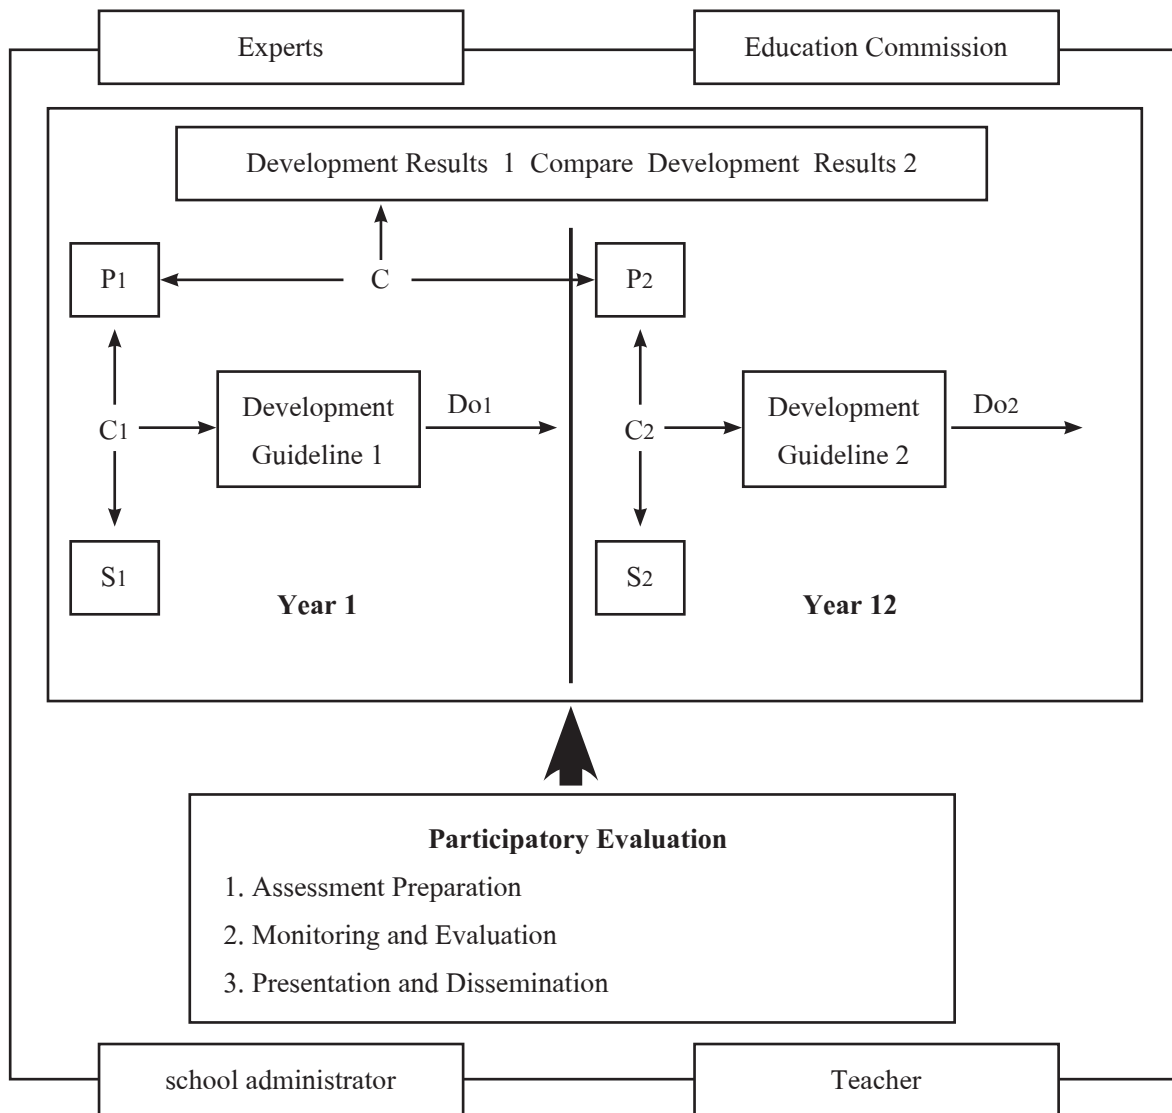 Experts
Education Commission
Development Results 1 Compare Development Results 2
P1
C
P2
C1
Development
Guideline 1
Do1
C2
Development
Guideline 2
Do2
S1
Year 1
S2
Year 12
Participatory Evaluation
1. Assessment Preparation
2. Monitoring and Evaluation
3. Presentation and Dissemination
school administrator
Teacher